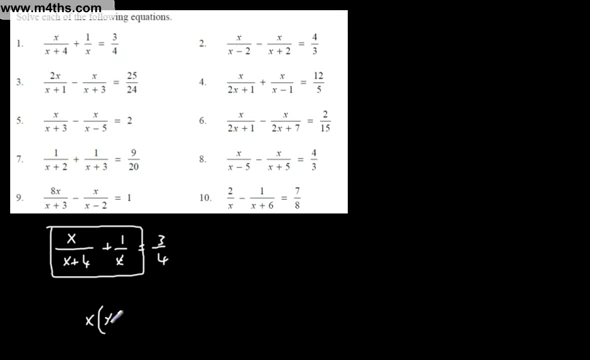 www.m4ths.com
Solve each of the following equations.
1. x/(x + 4) + 1/x = 3/4
2. x/(x − 2) − x/(x + 2) = 4/3
3. 2x/(x + 1) − x/(x + 3) = 25/24
4. x/(2x + 1) + x/(x − 1) = 12/5
5. x/(x + 3) − x/(x − 5) = 2
6. x/(2x + 1) − x/(2x + 7) = 2/15
7. 1/(x + 2) + 1/(x + 3) = 9/20
8. x/(x − 5) − x/(x + 5) = 4/3
9. 8x/(x + 3) − x/(x − 2) = 1
10. 2/x − 1/(x + 6) = 7/8
x/(x+4) + 1/x = 3/4
x(x